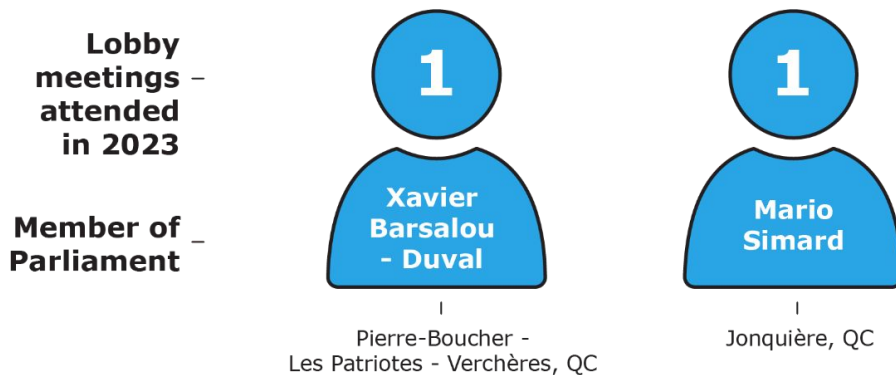 Lobby
meetings
attended
in 2023
1
1
Member of
Parliament
Xavier
Barsalou
- Duval
Mario
Simard
Pierre-Boucher -
Les Patriotes - Verchères, QC
Jonquière, QC